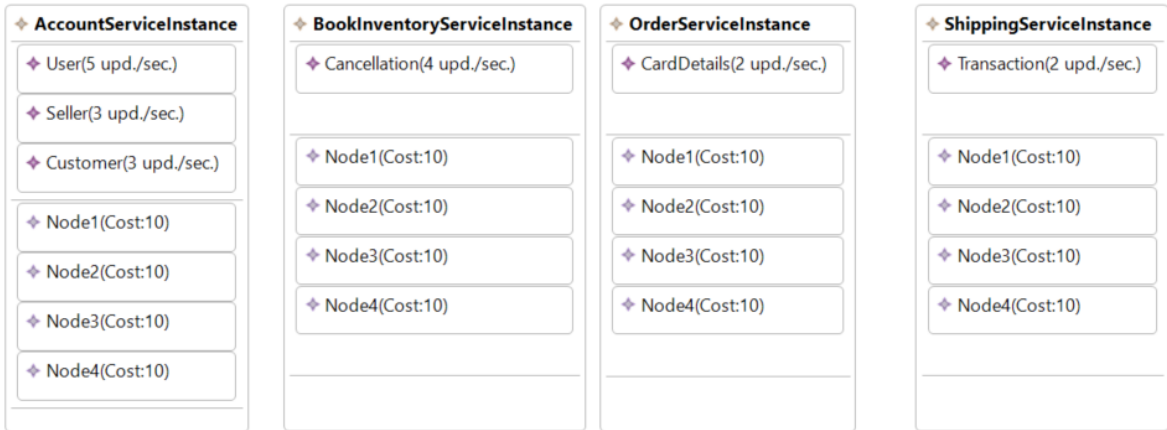 AccountServiceInstance
User(5 upd./sec.)
Seller(3 upd./sec.)
Customer(3 upd./sec.)
Node1(Cost:10)
Node2(Cost:10)
Node3(Cost:10)
Node4(Cost:10)
BookInventoryServiceInstance
Cancellation(4 upd./sec.)
Node1(Cost:10)
Node2(Cost:10)
Node3(Cost:10)
Node4(Cost:10)
OrderServiceInstance
CardDetails(2 upd./sec.)
Node1(Cost:10)
Node2(Cost:10)
Node3(Cost:10)
Node4(Cost:10)
ShippingServiceInstance
Transaction(2 upd./sec.)
Node1(Cost:10)
Node2(Cost:10)
Node3(Cost:10)
Node4(Cost:10)